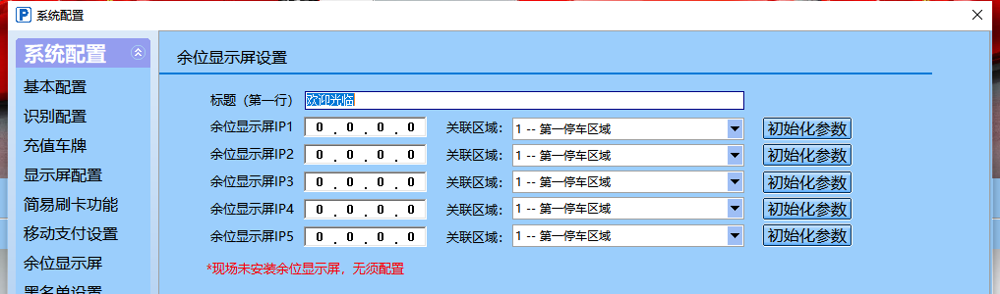 系统配置
系统配置
基本配置
识别配置
充值车牌
显示屏配置
简易刷卡功能
移动支付设置
余位显示屏
黑名单设置
余位显示屏设置
标题（第一行） 欢迎光临
余位显示屏IP1 0 . 0 . 0 . 0 关联区域： 1 -- 第一停车区域 初始化参数
余位显示屏IP2 0 . 0 . 0 . 0 关联区域： 1 -- 第一停车区域 初始化参数
余位显示屏IP3 0 . 0 . 0 . 0 关联区域： 1 -- 第一停车区域 初始化参数
余位显示屏IP4 0 . 0 . 0 . 0 关联区域： 1 -- 第一停车区域 初始化参数
余位显示屏IP5 0 . 0 . 0 . 0 关联区域： 1 -- 第一停车区域 初始化参数
*现场未安装余位显示屏，无须配置